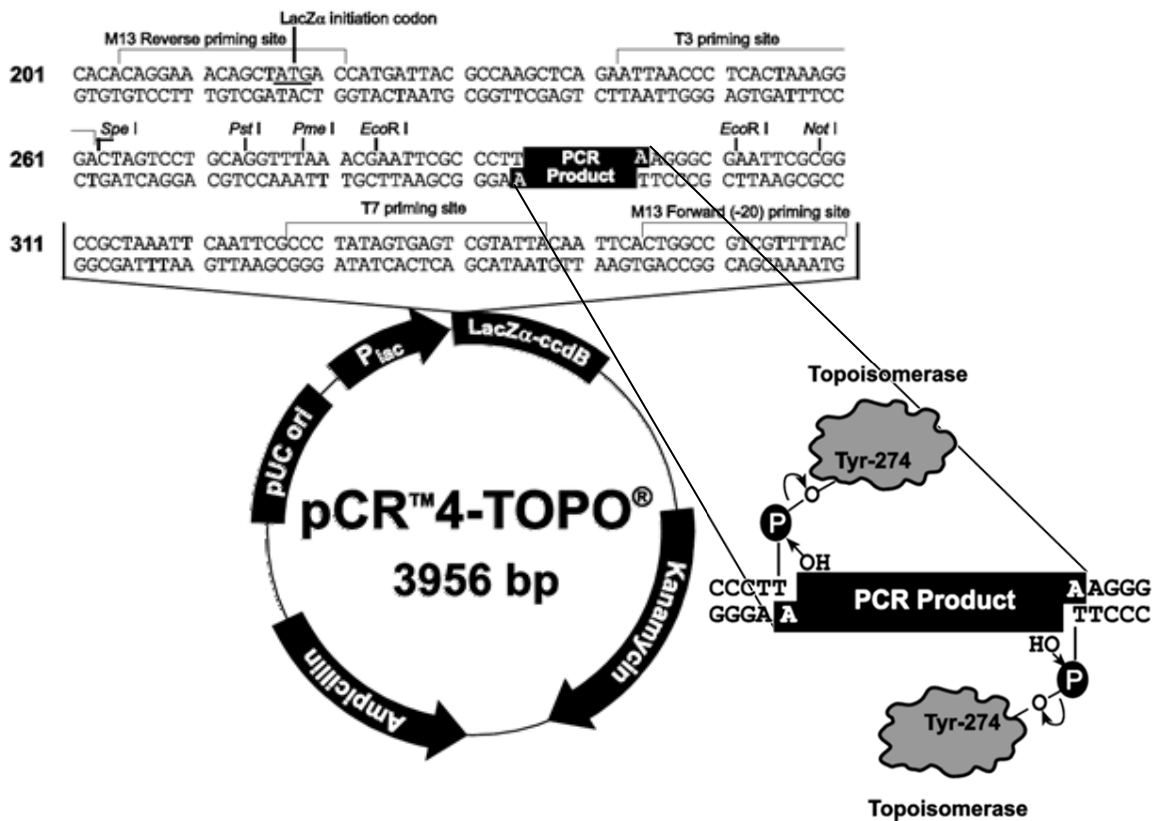 LacZα initiation codon
M13 Reverse priming site
T3 priming site
201 CACACAGGAA ACAGCTATGA CCATGATTAC GCCAAGCTCA GAATTAACCC TCACTAAAGG
GTGTGTCCTT TGTCGATACT GGTACTAATG CGGTTCGAGT CTTAATTGGG AGTGATTTCC
Spe I Pst I Pme I EcoR I EcoR I Not I
261 GACTAGTCCT GCAGGTTTAA ACGAATTCGC CCTT PCR A AGGGC GAATTCGCGG
CTGATCAGGA CGTCCAAATT TGCTTAAGCG GGAA A Product TTCCCG CTTAAGCGCC
T7 priming site M13 Forward (-20) priming site
311 CCGCTAAATT CAATTCGCCC TATAGTGAGT CGTATTACAA TTCACTGGCC GTCGTTTTAC
GGCGATTTAA GTTAAGCGGG ATATCACTCA GCATAATGTT AAGTGACCGG CAGCAAAATG
Plac
LacZα-ccdB
pUC ori
pCR™4-TOPO®
3956 bp
Kanamycin
Ampicillin
Topoisomerase
Tyr-274
O
P
OH
CCCTT PCR Product A AGGG
GGGA A TTCCC
HO
P
O
Tyr-274
Topoisomerase